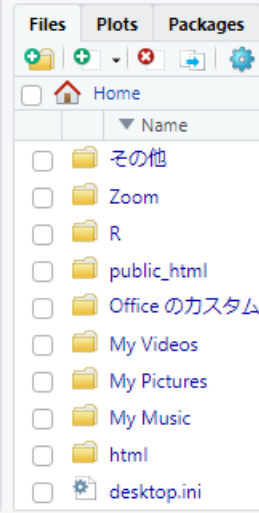 Files Plots Packages
Home
Name
その他
Zoom
R
public_html
Office のカスタム
My Videos
My Pictures
My Music
html
desktop.ini